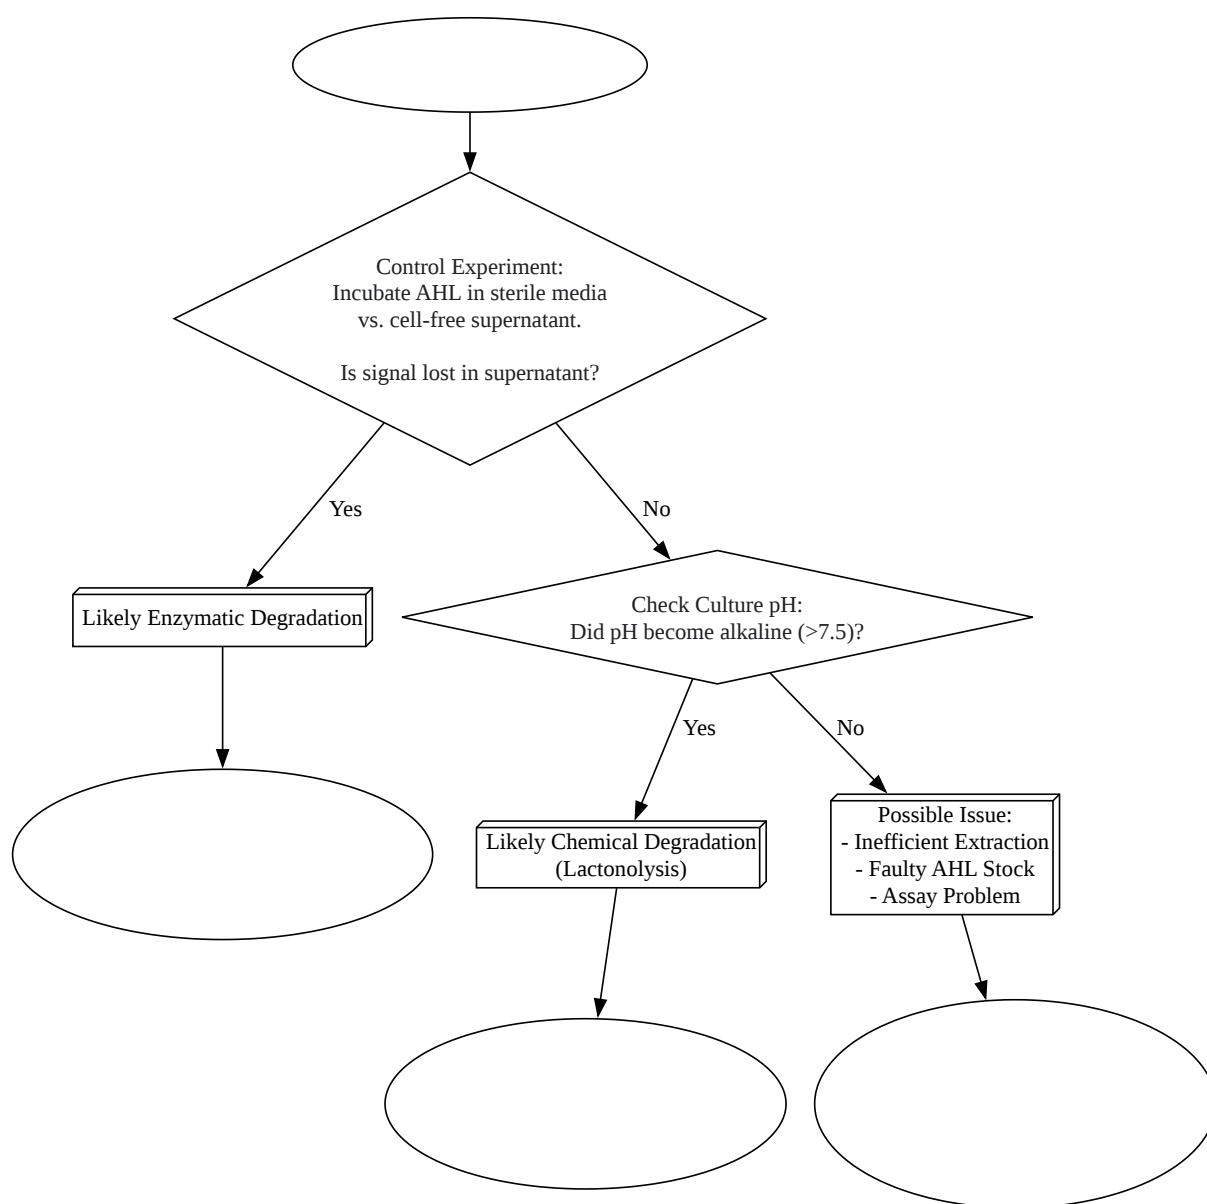 Control Experiment:
Incubate AHL in sterile media
vs. cell-free supernatant.
Is signal lost in supernatant?
Yes
No
Likely Enzymatic Degradation
Check Culture pH:
Did pH become alkaline (>7.5)?
Yes
No
Likely Chemical Degradation
(Lactonolysis)
Possible Issue:
- Inefficient Extraction
- Faulty AHL Stock
- Assay Problem